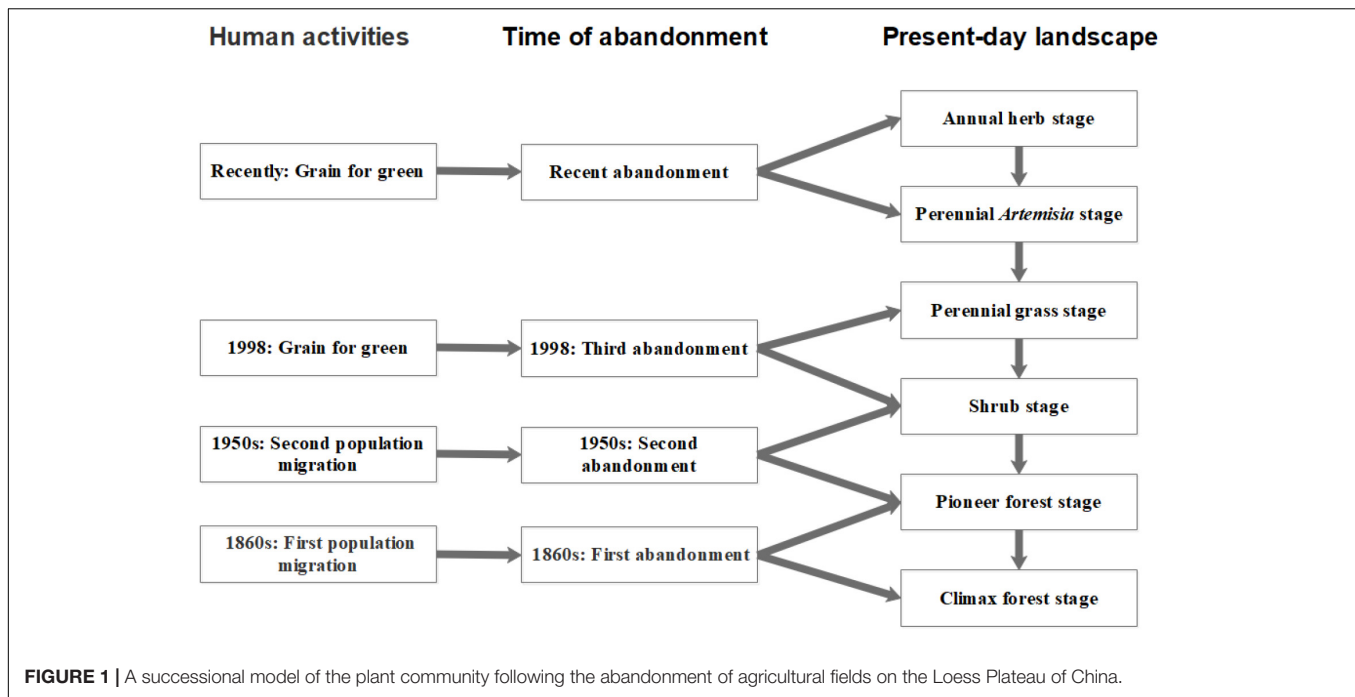 Human activities
Time of abandonment
Present-day landscape
Annual herb stage
Recently: Grain for green
Recent abandonment
Perennial Artemisia stage
Perennial grass stage
1998: Grain for green
1998: Third abandonment
Shrub stage
1950s: Second population
migration
1950s: Second
abandonment
Pioneer forest stage
1860s: First population
migration
1860s: First abandonment
Climax forest stage
FIGURE 1 | A successional model of the plant community following the abandonment of agricultural fields on the Loess Plateau of China.